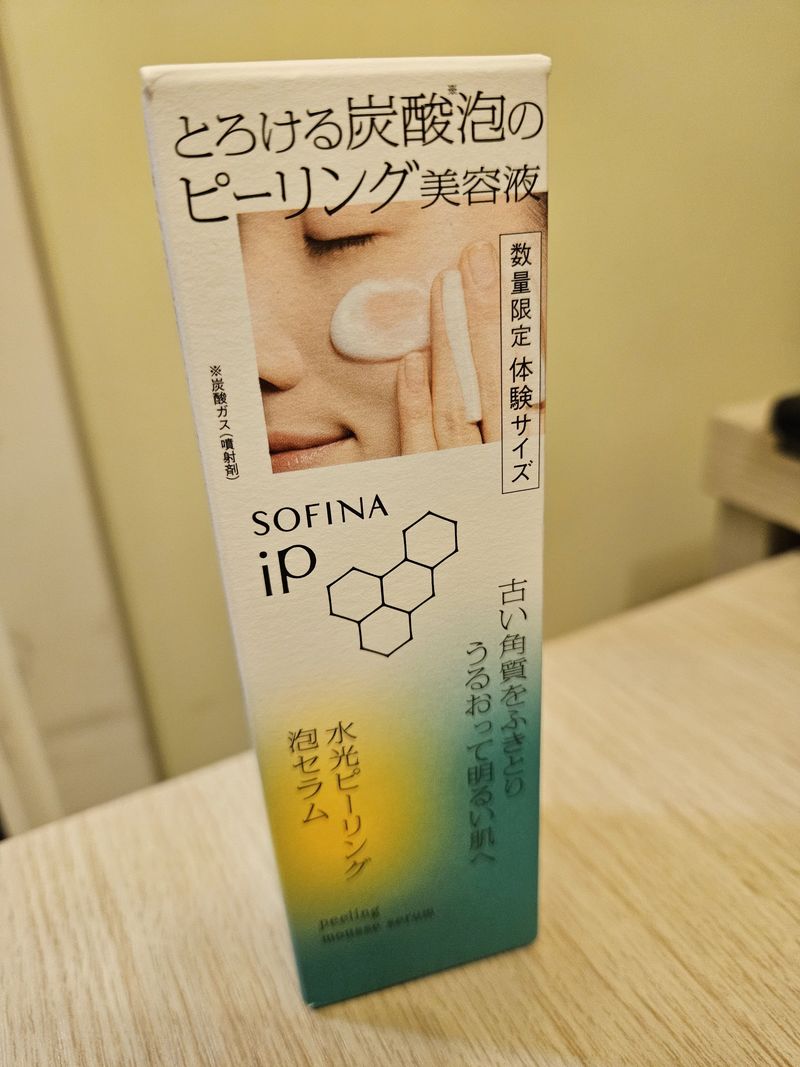 とろける炭酸※泡の
ピーリング美容液
数量限定 体験サイズ
※炭酸ガス(噴射剤)
SOFINA
iP
古い角質をふきとり
うるおって明るい肌へ
水光ピーリング
泡セラム
peeling
mousse serum